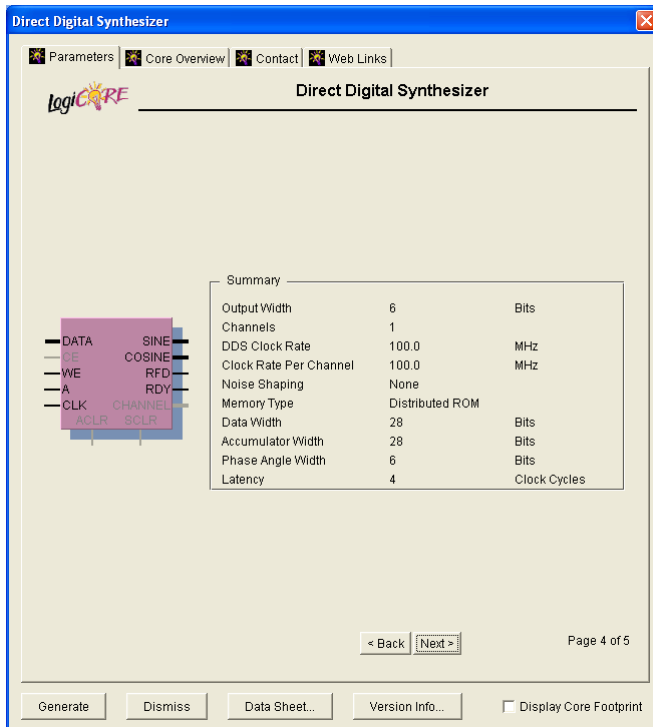 Direct Digital Synthesizer
Parameters Core Overview Contact Web Links
LogiCORE
Direct Digital Synthesizer
Summary
Output Width 6 Bits
Channels 1
DDS Clock Rate 100.0 MHz
Clock Rate Per Channel 100.0 MHz
Noise Shaping None
Memory Type Distributed ROM
Data Width 28 Bits
Accumulator Width 28 Bits
Phase Angle Width 6 Bits
Latency 4 Clock Cycles
DATA SINE
CE COSINE
WE RFD
A RDY
CLK CHANNEL
ACLR SCLR
< Back Next > Page 4 of 5
Generate Dismiss Data Sheet... Version Info... Display Core Footprint